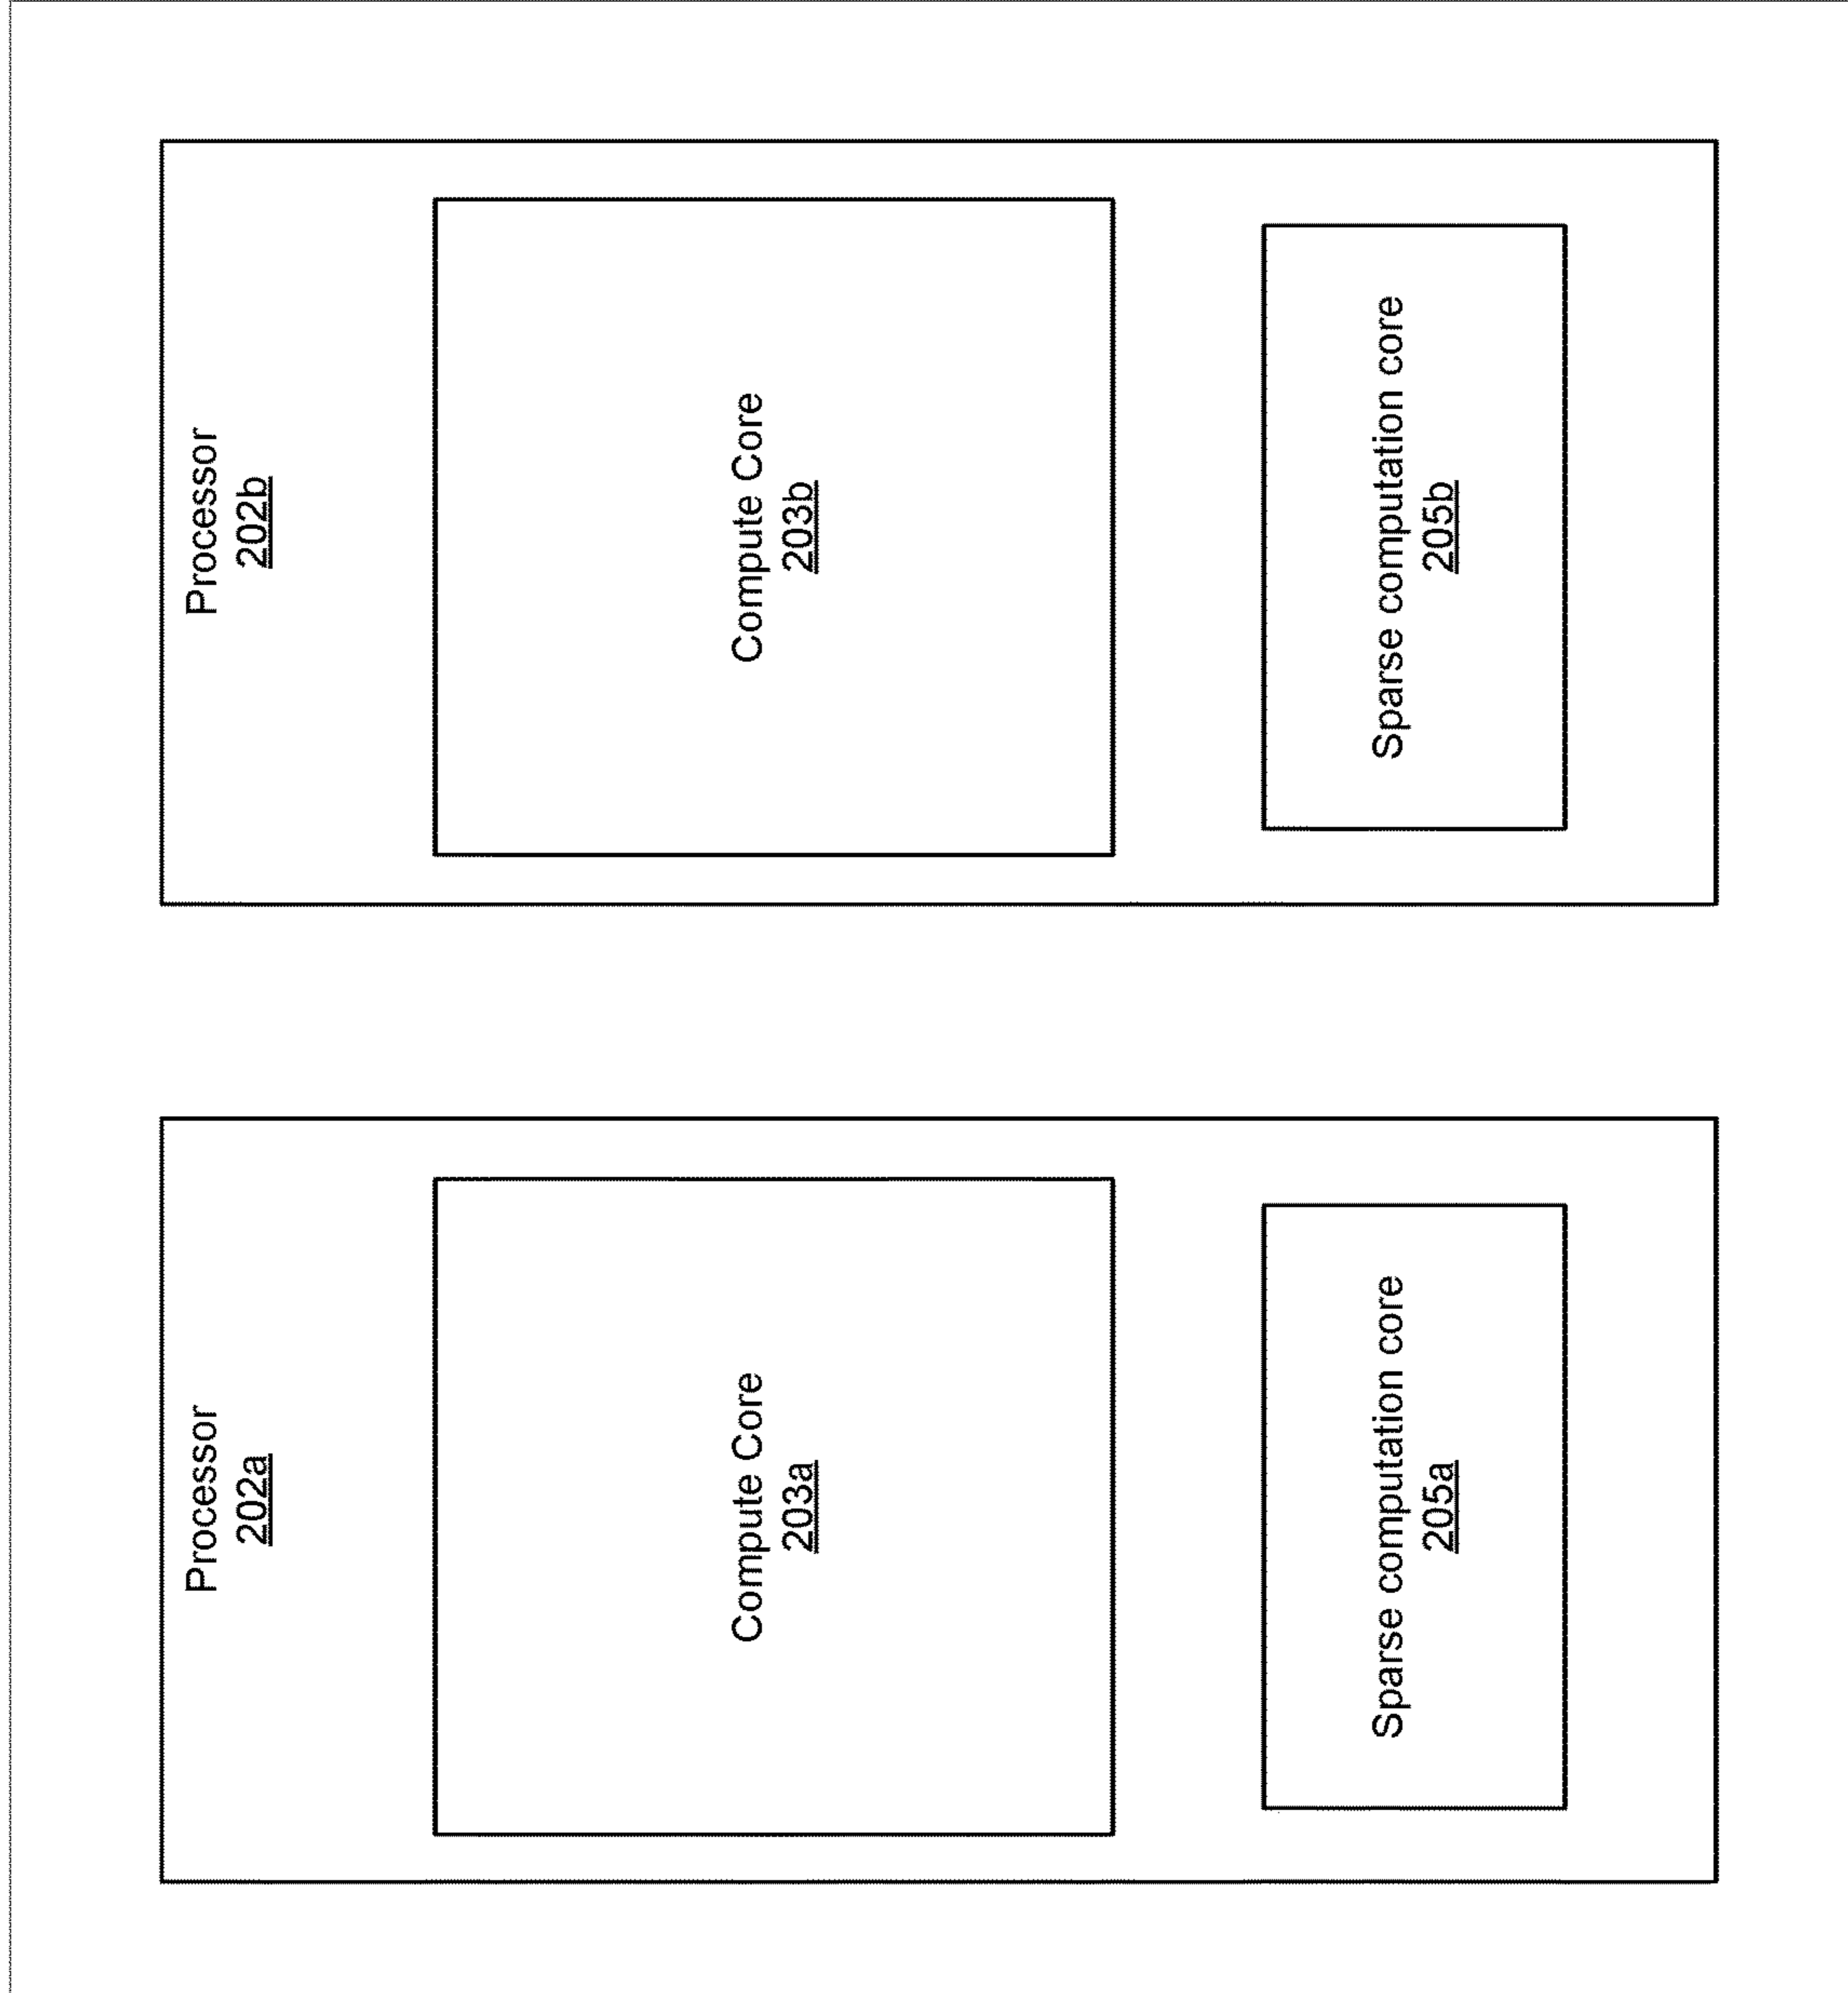 Processor
202a
Compute Core
203a
Sparse computation core
205a
Processor
202b
Compute Core
203b
Sparse computation core
205b